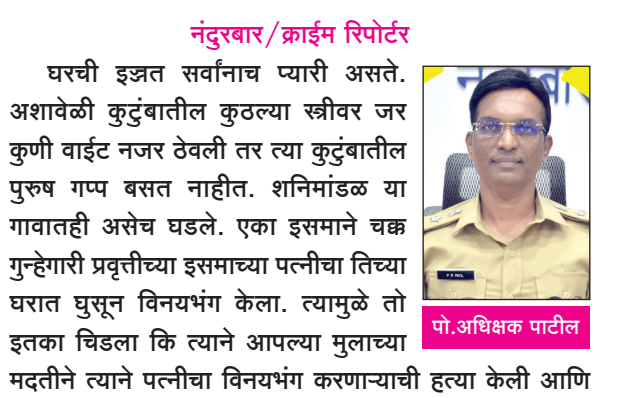 नंदुरबार/क्राईम रिपोर्टर
घरची इज्जत सर्वांनाच प्यारी असते.
अशावेळी कुटुंबातील कुठल्या स्त्रीवर जर
कुणी वाईट नजर ठेवली तर त्या कुटुंबातील
पुरुष गप्प बसत नाहीत. शनिमांडळ या
गावातही असेच घडले. एका इसमाने चक्क
गुन्हेगारी प्रवृत्तीच्या इसमाच्या पत्नीचा तिच्या
घरात घुसून विनयभंग केला. त्यामुळे तो
इतका चिडला कि त्याने आपल्या मुलाच्या
मदतीने त्याने पत्नीचा विनयभंग करणाऱ्याची हत्या केली आणि
पो.अधिक्षक पाटील